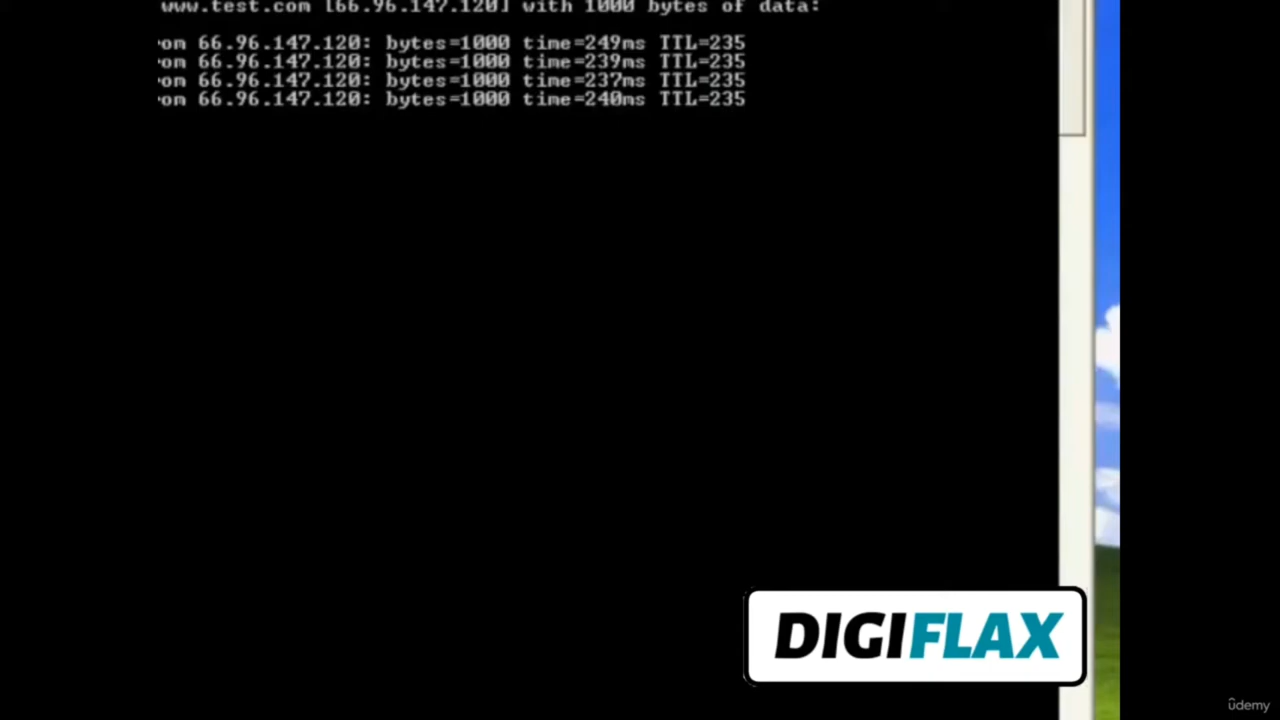 www.test.com [66.96.147.120] with 1000 bytes of data:
om 66.96.147.120: bytes=1000 time=249ms TTL=235
om 66.96.147.120: bytes=1000 time=239ms TTL=235
om 66.96.147.120: bytes=1000 time=237ms TTL=235
om 66.96.147.120: bytes=1000 time=240ms TTL=235
DIGIFLAX
ûdemy